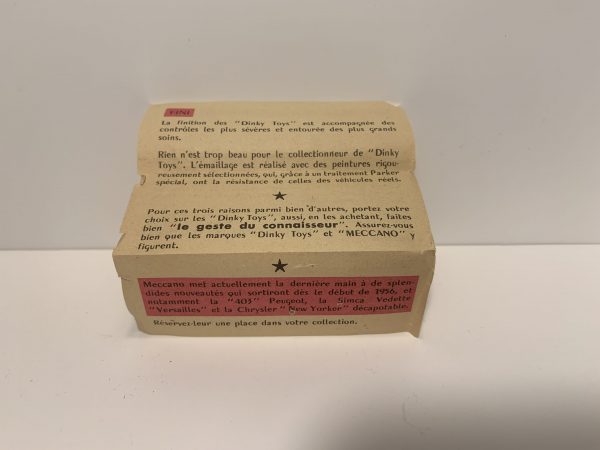 FINI
La finition des "Dinky Toys" est accompagnée des
contrôles les plus sévères et entourée des plus grands
soins.
Rien n'est trop beau pour le collectionneur de "Dinky
Toys". L'émaillage est réalisé avec des peintures rigou-
reusement sélectionnées, qui, grâce à un traitement Parker
spécial, ont la résistance de celles des véhicules réels.
Pour ces trois raisons parmi bien d'autres, portez votre
choix sur les "Dinky Toys", aussi, en les achetant, faites
bien "le geste du connaisseur". Assurez-vous
bien que les marques "Dinky Toys" et "MECCANO" y
figurent.
Meccano met actuellement la dernière main à de splen-
dides nouveautés qui sortiront dès le début de 1956, et
notamment la "403" Peugeot, la Simca Vedette
"Versailles" et la Chrysler "New Yorker" décapotable.
Réservez-leur une place dans votre collection.